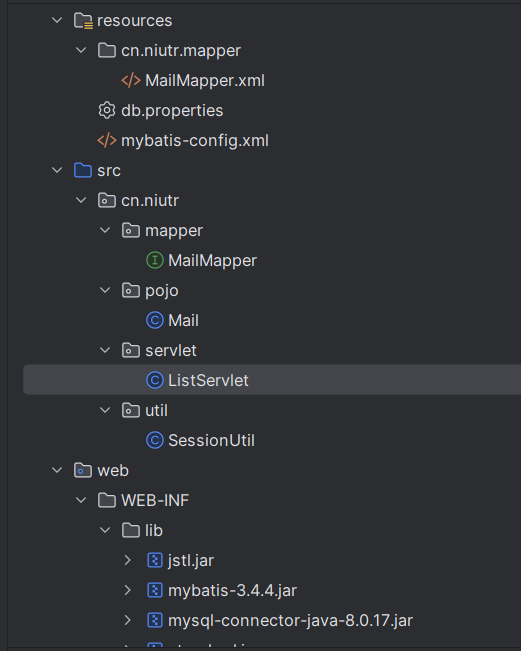 resources
cn.niutr.mapper
</> MailMapper.xml
db.properties
</> mybatis-config.xml
src
cn.niutr
mapper
I MailMapper
pojo
C Mail
servlet
C ListServlet
util
C SessionUtil
web
WEB-INF
lib
jstl.jar
mybatis-3.4.4.jar
mysql-connector-java-8.0.17.jar